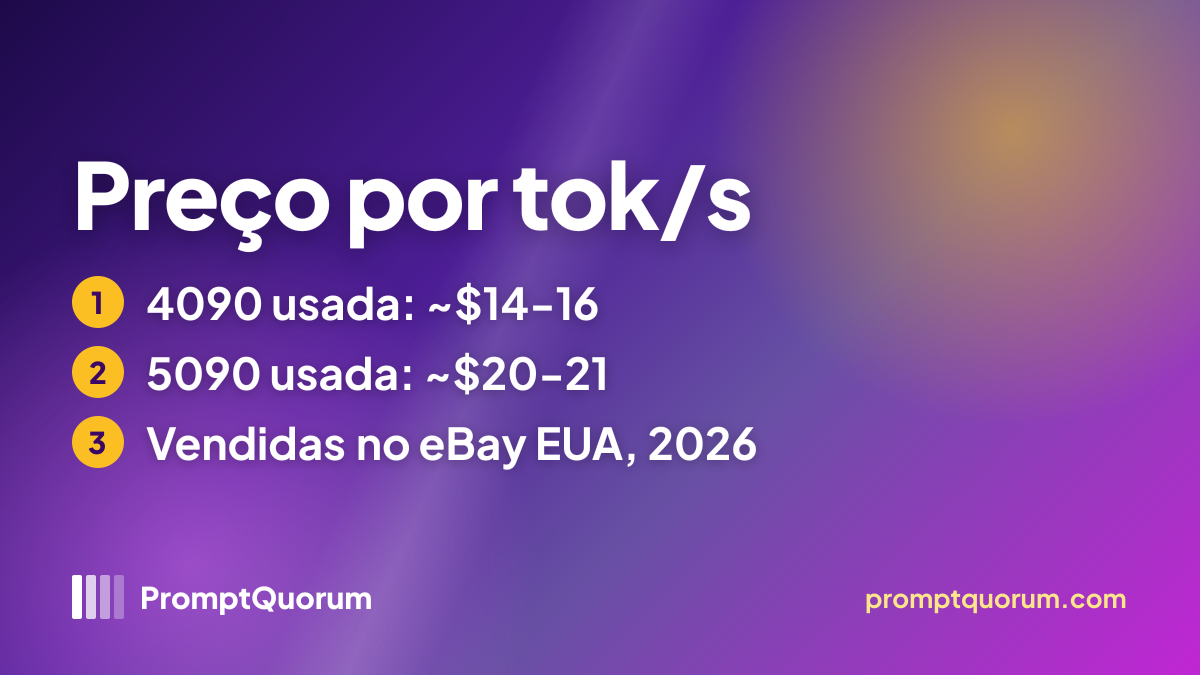 Preço por tok/s
1 4090 usada: ~$14–16
2 5090 usada: ~$20–21
3 Vendidas no eBay EUA, 2026
PromptQuorum
promptquorum.com